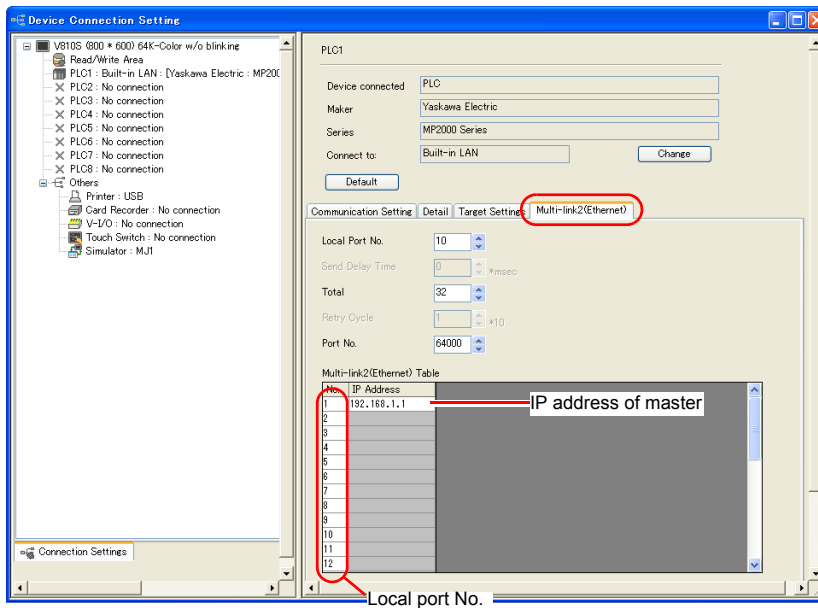 Device Connection Setting
V810S (800 * 600) 64K-Color w/o blinking
Read/Write Area
PLC1 : Built-in LAN : [Yaskawa Electric : MP200
PLC2 : No connection
PLC3 : No connection
PLC4 : No connection
PLC5 : No connection
PLC6 : No connection
PLC7 : No connection
PLC8 : No connection
Others
Printer : USB
Card Recorder : No connection
V-I/O : No connection
Touch Switch : No connection
Simulator : MJ1
Connection Settings
PLC1
Device connected PLC
Maker Yaskawa Electric
Series MP2000 Series
Connect to: Built-in LAN Change
Default
Communication Setting Detail Target Settings Multi-link2(Ethernet)
Local Port No. 10
Send Delay Time 0 *msec
Total 32
Retry Cycle 1 *10
Port No. 64000
Multi-link2(Ethernet) Table
No. IP Address
1 192.168.1.1 IP address of master
2
3
4
5
6
7
8
9
10
11
12
Local port No.